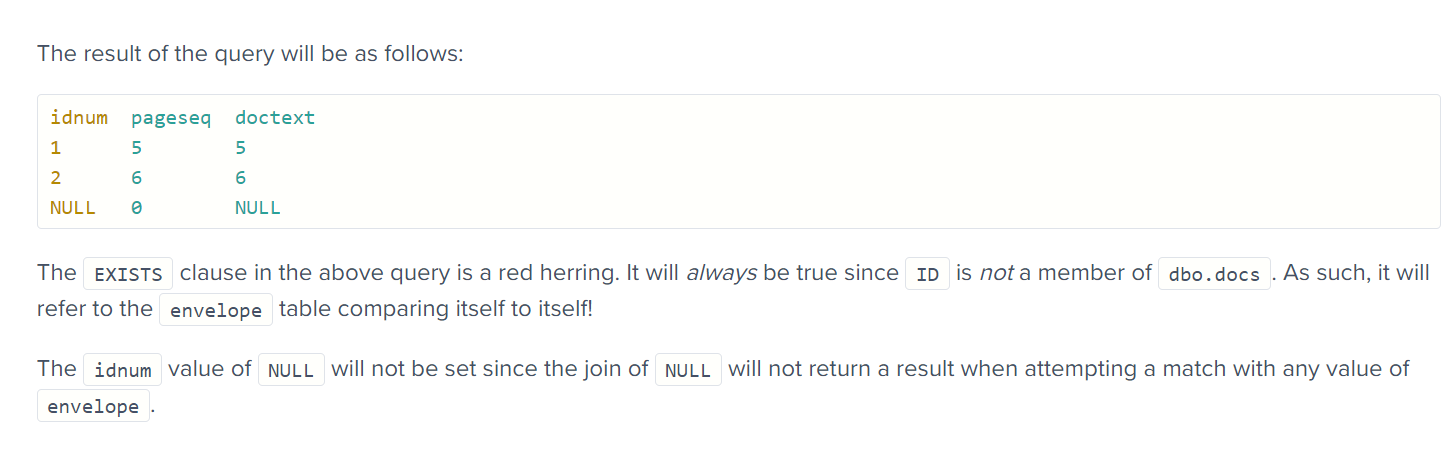 The result of the query will be as follows:
idnum pageseq doctext
1 5 5
2 6 6
NULL 0 NULL
The EXISTS clause in the above query is a red herring. It will always be true since ID is not a member of dbo.docs. As such, it will
refer to the envelope table comparing itself to itself!
The idnum value of NULL will not be set since the join of NULL will not return a result when attempting a match with any value of
envelope.